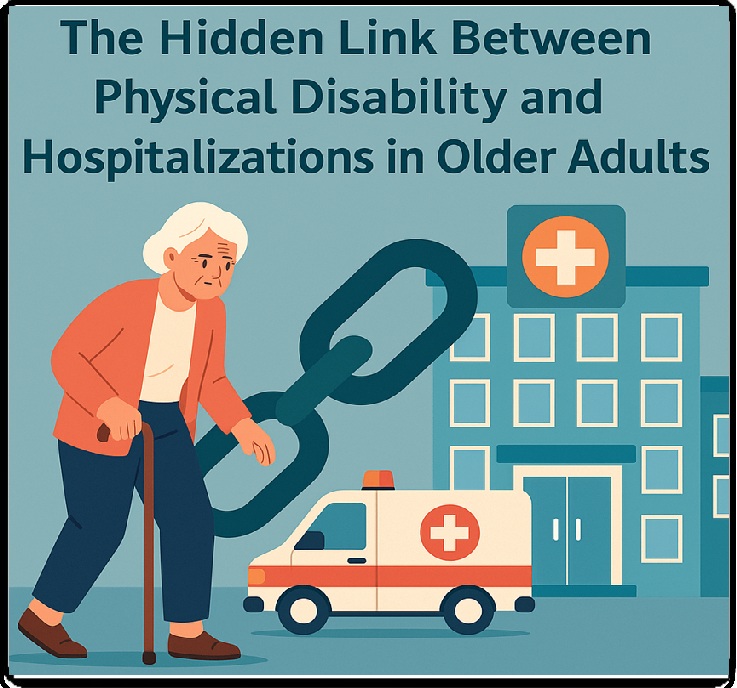 The Hidden Link Between
Physical Disability and
Hospitalizations in Older Adults